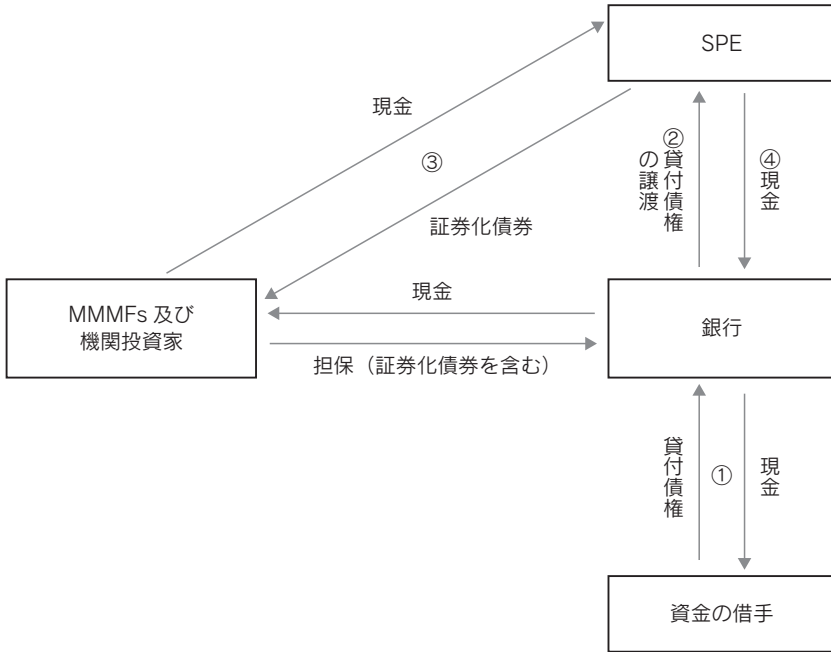 SPE
現金
③
証券化債券
②貸付債権
の譲渡
④現金
MMMFs 及び
機関投資家
現金
担保（証券化債券を含む）
銀行
貸付債権
①
現金
資金の借手